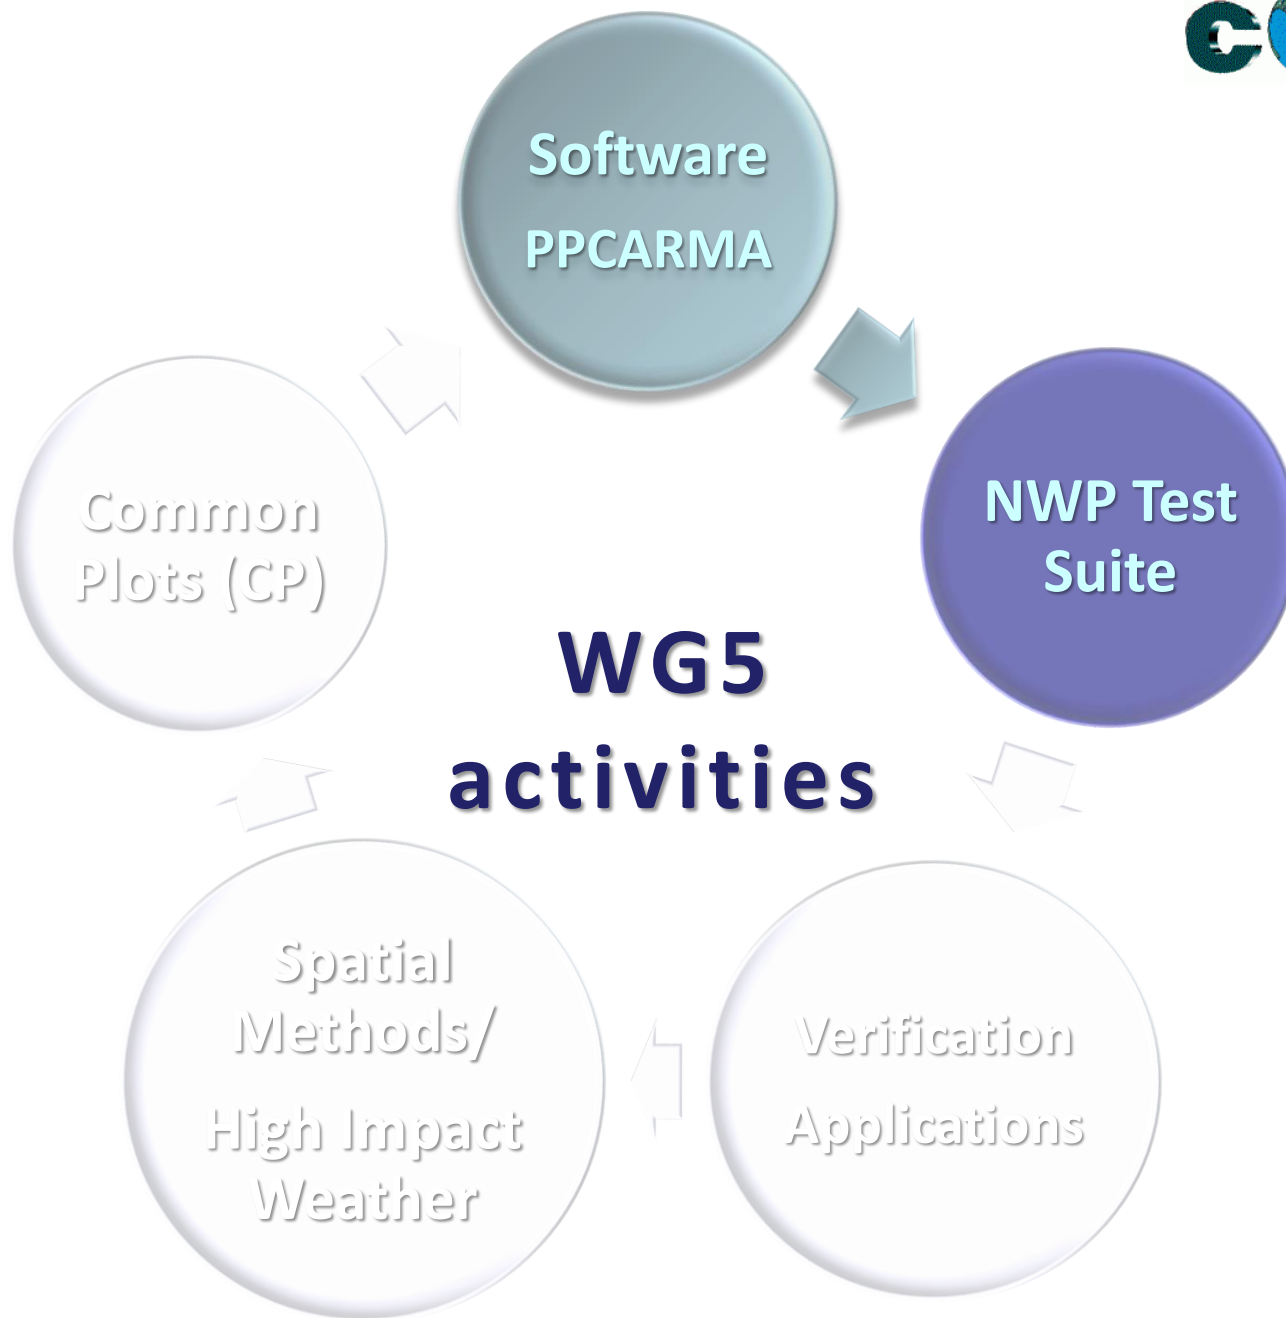 Software
PPCARMA
NWP Test
Suite
Common
Plots (CP)
WG5
activities
Spatial
Methods/
High Impact
Weather
Verification
Applications